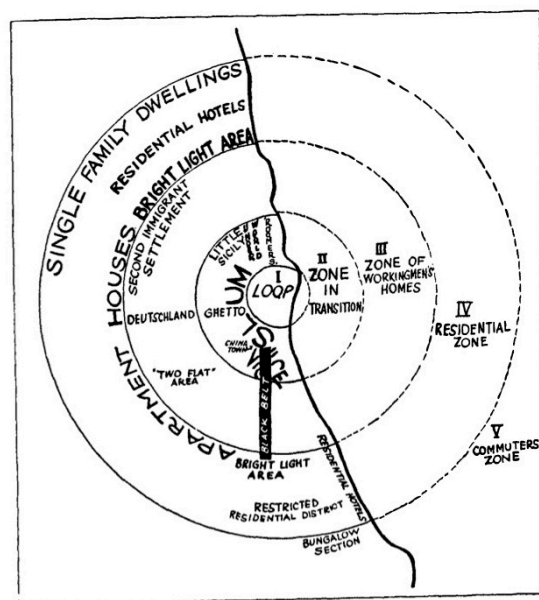 SINGLE FAMILY DWELLINGS
RESIDENTIAL HOTELS
BRIGHT LIGHT AREA
SECOND IMMIGRANT
SETTLEMENT
APARTMENT HOUSES
LITTLE
SICILY
UNDER
WORLD
ROOMERS
I
LOOP
II
ZONE
IN
TRANSITION
III
ZONE OF
WORKINGMEN'S
HOMES
IV
RESIDENTIAL
ZONE
V
COMMUTERS
ZONE
DEUTSCHLAND
GHETTO
SLUM
CHINA
TOWN
VICE
"TWO FLAT"
AREA
BLACK BELT
BRIGHT LIGHT
AREA
RESIDENTIAL HOTELS
RESTRICTED
RESIDENTIAL DISTRICT
BUNGALOW
SECTION